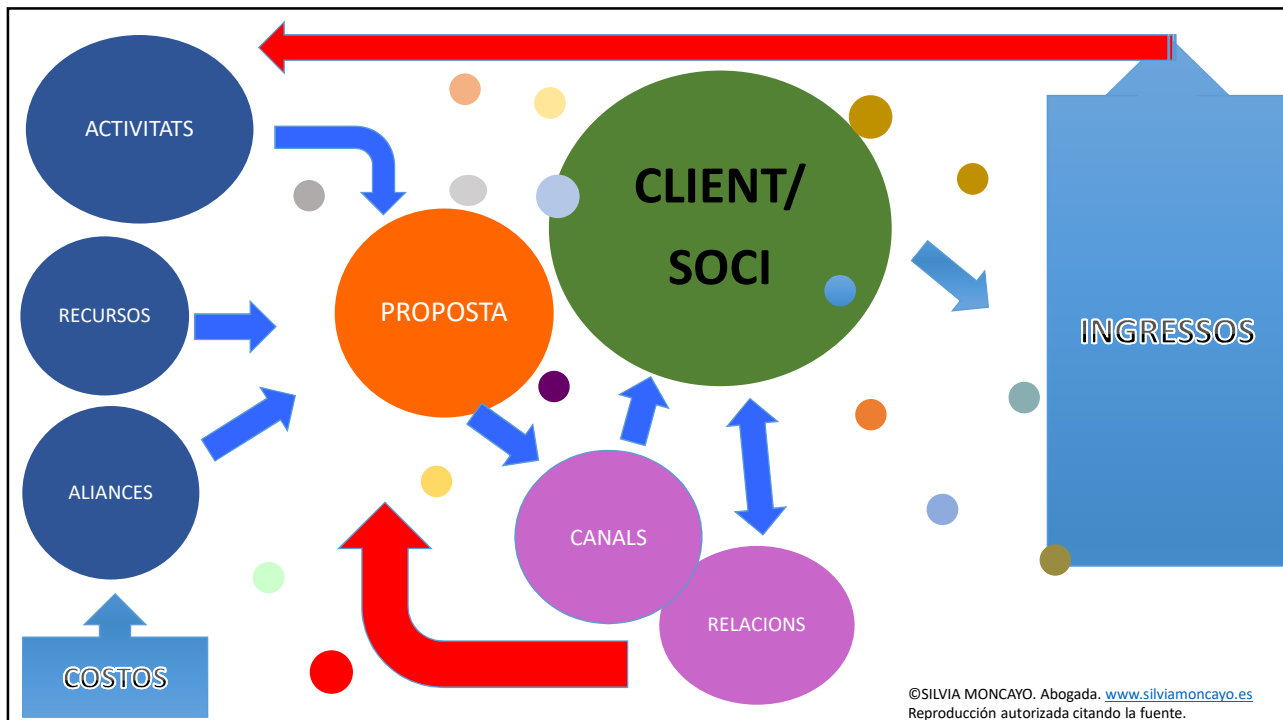 ACTIVITATS
CLIENT/
SOCI
RECURSOS
PROPOSTA
INGRESSOS
ALIANCES
CANALS
RELACIONS
COSTOS
©SILVIA MONCAYO. Abogada. www.silviamoncayo.es
Reproducción autorizada citando la fuente.